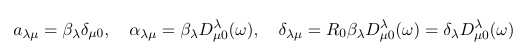 $a_{\lambda\mu} = \beta_\lambda \delta_{\mu 0}, \quad \alpha_{\lambda\mu} = \beta_\lambda D^\lambda_{\mu 0}(\omega), \quad \delta_{\lambda\mu} = R_0 \beta_\lambda D^\lambda_{\mu 0}(\omega) = \delta_\lambda D^\lambda_{\mu 0}(\omega)$